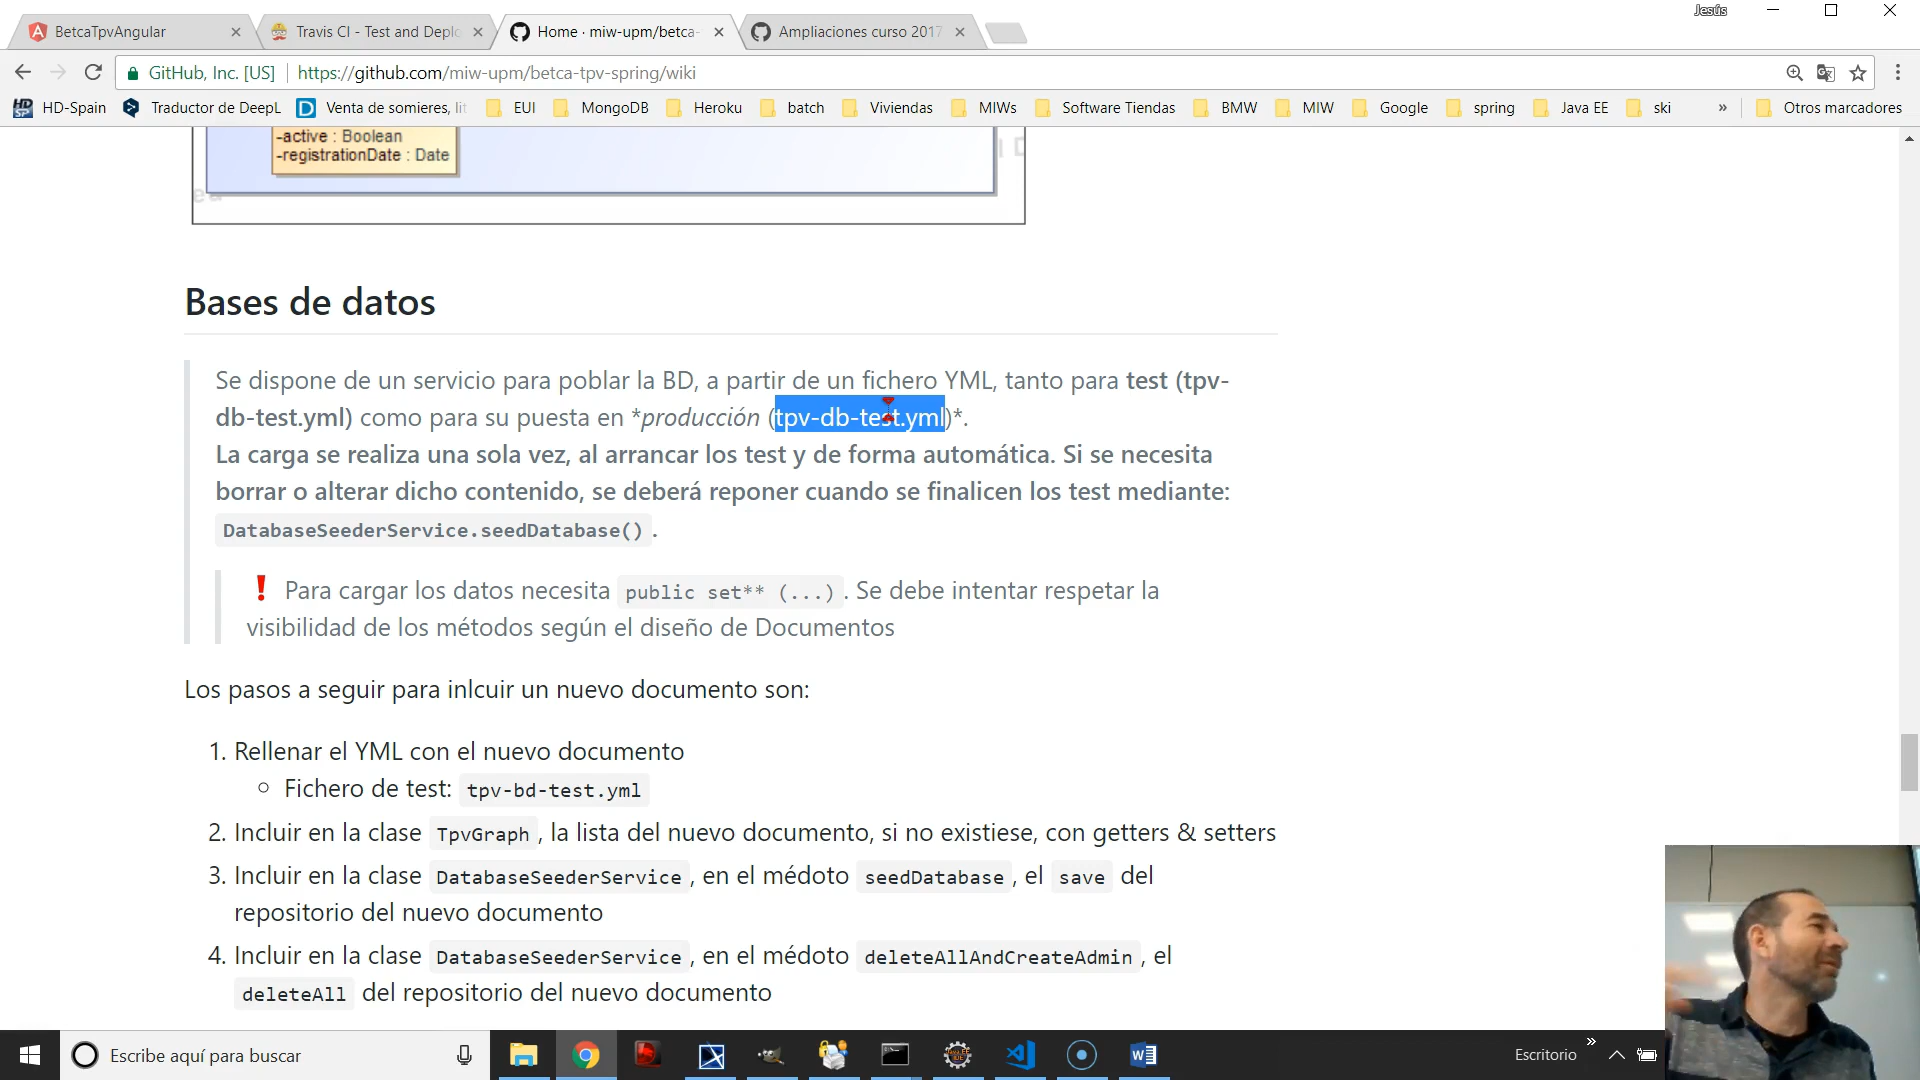 Jesús
BetcaTpvAngular
Travis CI - Test and Deplo
Home · miw-upm/betca-
Ampliaciones curso 2017
GitHub, Inc. [US]
https://github.com/miw-upm/betca-tpv-spring/wiki
HD-Spain
Traductor de DeepL
Venta de somieres, lit
EUI
MongoDB
Heroku
batch
Viviendas
MIWs
Software Tiendas
BMW
MIW
Google
spring
Java EE
ski
»
Otros marcadores
-active : Boolean
-registrationDate : Date
Bases de datos
Se dispone de un servicio para poblar la BD, a partir de un fichero YML, tanto para test (tpv-
db-test.yml) como para su puesta en *producción (tpv-db-test.yml)*.
La carga se realiza una sola vez, al arrancar los test y de forma automática. Si se necesita
borrar o alterar dicho contenido, se deberá reponer cuando se finalicen los test mediante:
DatabaseSeederService.seedDatabase() .
❗ Para cargar los datos necesita public set** (...) . Se debe intentar respetar la
visibilidad de los métodos según el diseño de Documentos
Los pasos a seguir para inlcuir un nuevo documento son:
1. Rellenar el YML con el nuevo documento
Fichero de test: tpv-bd-test.yml
2. Incluir en la clase TpvGraph , la lista del nuevo documento, si no existiese, con getters & setters
3. Incluir en la clase DatabaseSeederService , en el médoto seedDatabase , el save del
repositorio del nuevo documento
4. Incluir en la clase DatabaseSeederService , en el médoto deleteAllAndCreateAdmin , el
deleteAll del repositorio del nuevo documento
Escribe aquí para buscar
Escritorio
»